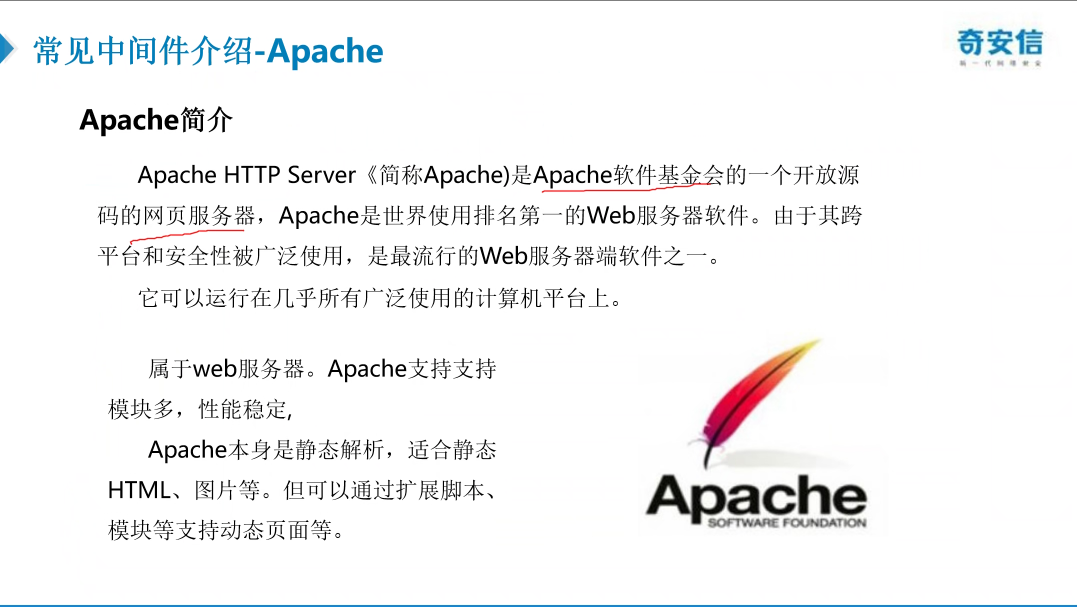 常见中间件介绍-Apache
奇安信
新一代网络安全
Apache简介
Apache HTTP Server《简称Apache)是Apache软件基金会的一个开放源
码的网页服务器，Apache是世界使用排名第一的Web服务器软件。由于其跨
平台和安全性被广泛使用，是最流行的Web服务器端软件之一。
它可以运行在几乎所有广泛使用的计算机平台上。
属于web服务器。Apache支持支持
模块多，性能稳定,
Apache本身是静态解析，适合静态
HTML、图片等。但可以通过扩展脚本、
模块等支持动态页面等。
Apache
SOFTWARE FOUNDATION